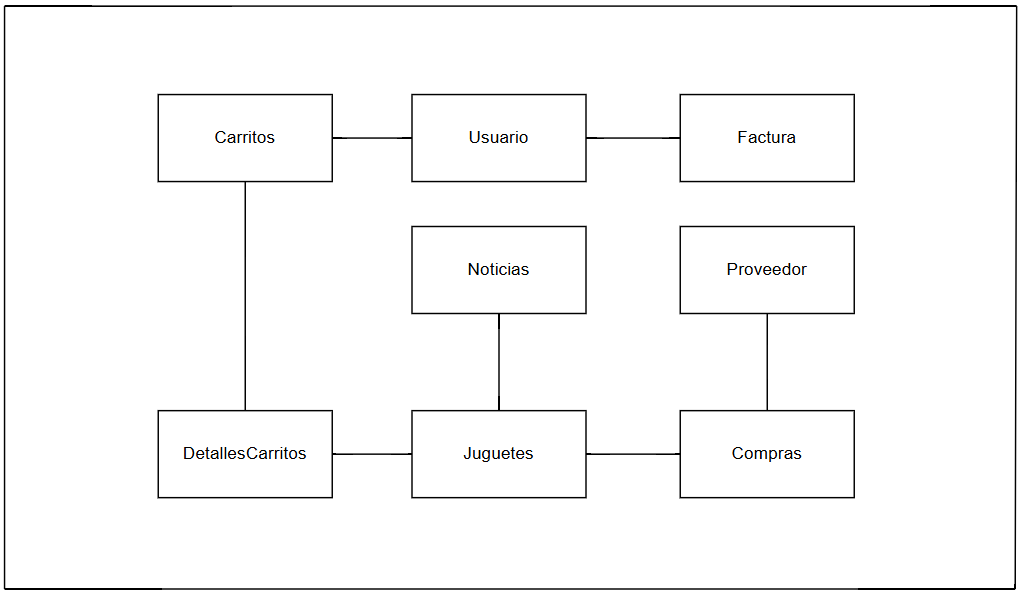 Carritos
Usuario
Factura
Noticias
Proveedor
DetallesCarritos
Juguetes
Compras